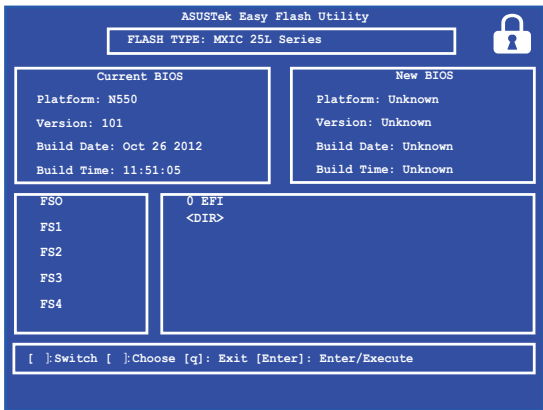 ASUSTek Easy Flash Utility
FLASH TYPE: MXIC 25L Series
Current BIOS
Platform: N550
Version: 101
Build Date: Oct 26 2012
Build Time: 11:51:05
New BIOS
Platform: Unknown
Version: Unknown
Build Date: Unknown
Build Time: Unknown
FSO
FS1
FS2
FS3
FS4
0 EFI
<DIR>
[ ]:Switch [ ]:Choose [q]: Exit [Enter]: Enter/Execute